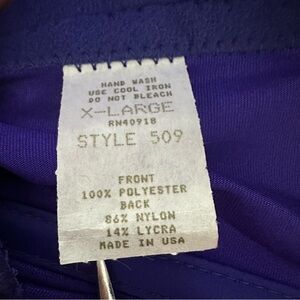 HAND WASH
USE COOL IRON
DO NOT BLEACH
X-LARGE
RN40918
STYLE 509
FRONT
100% POLYESTER
BACK
86% NYLON
14% LYCRA
MADE IN USA